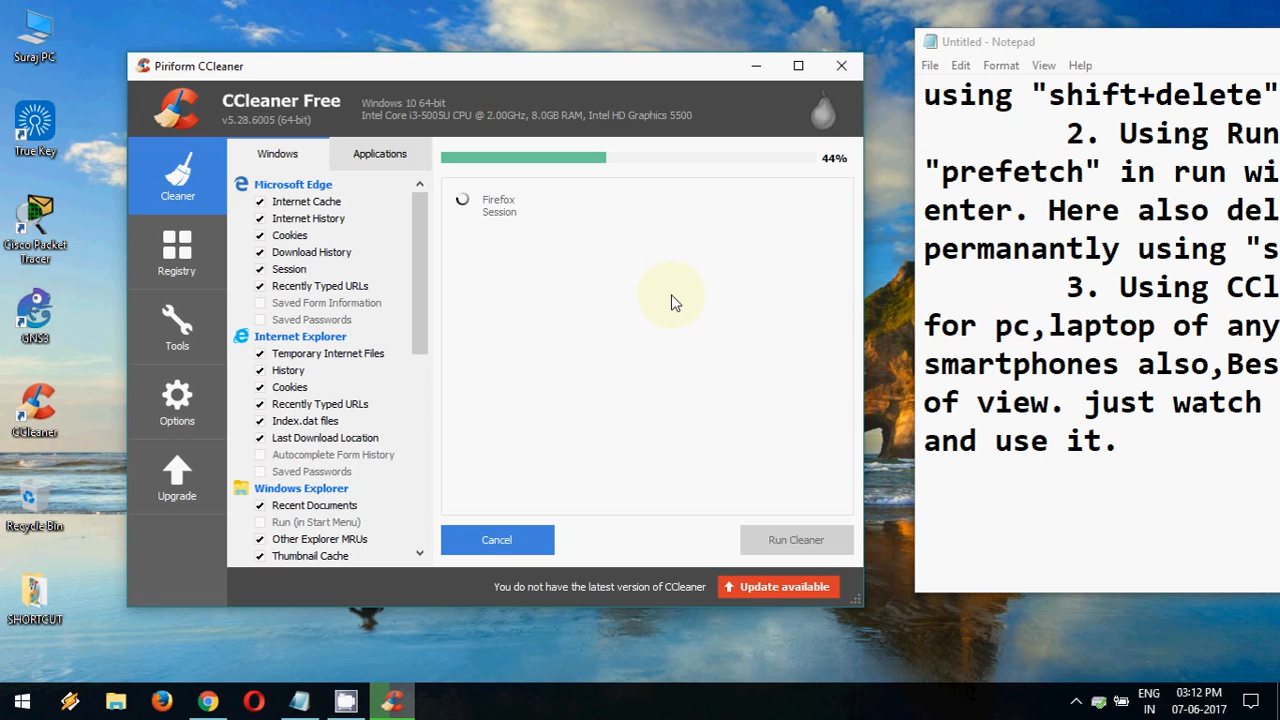 Suraj PC
True Key
Cisco Packet
Tracer
GNS3
CCleaner
Recycle Bin
SHORTCUT
Piriform CCleaner
CCleaner Free
v5.28.6005 (64-bit)
Windows 10 64-bit
Intel Core i3-5005U CPU @ 2.00GHz, 8.0GB RAM, Intel HD Graphics 5500
Cleaner
Registry
Tools
Options
Upgrade
Windows
Applications
Microsoft Edge
Internet Cache
Internet History
Cookies
Download History
Session
Recently Typed URLs
Saved Form Information
Saved Passwords
Internet Explorer
Temporary Internet Files
History
Cookies
Recently Typed URLs
Index.dat files
Last Download Location
Autocomplete Form History
Saved Passwords
Windows Explorer
Recent Documents
Run (in Start Menu)
Other Explorer MRUs
Thumbnail Cache
44%
Firefox
Session
Cancel
Run Cleaner
You do not have the latest version of CCleaner
Update available
Untitled - Notepad
File Edit Format View Help
using "shift+delete"
2. Using Run
"prefetch" in run wi
enter. Here also del
permanantly using "s
3. Using CCl
for pc,laptop of any
smartphones also,Bes
of view. just watch
and use it.
ENG
IN
03:12 PM
07-06-2017